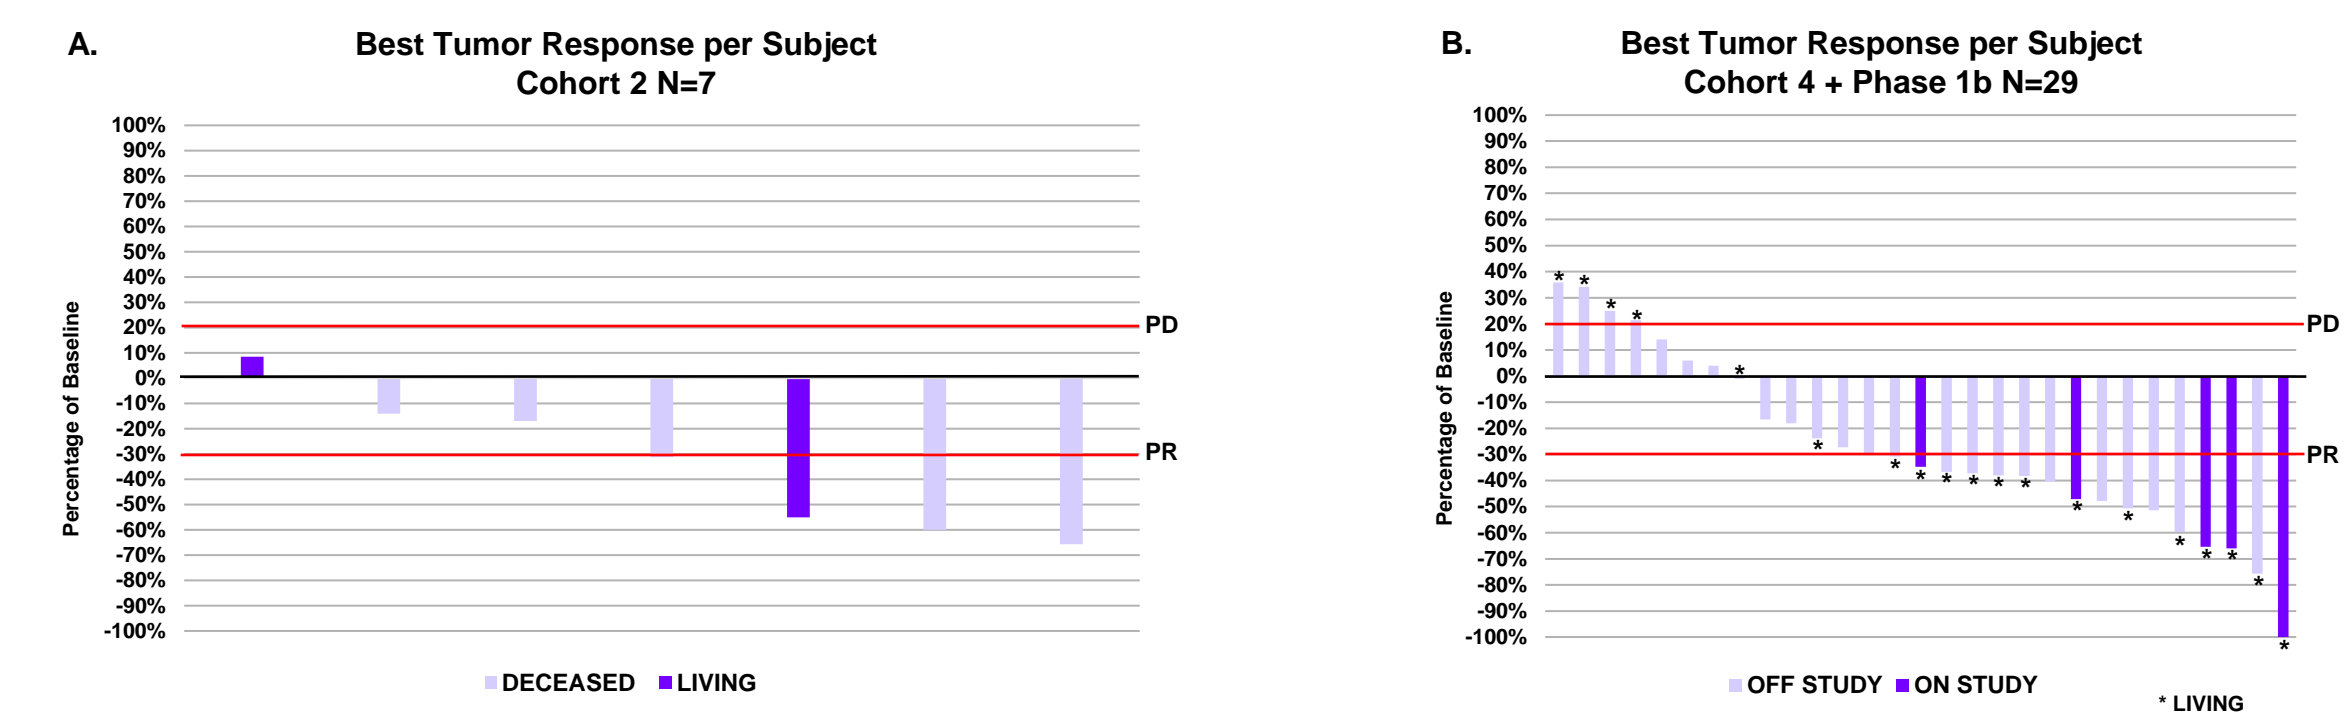 A.
Best Tumor Response per Subject
Cohort 2 N=7
Percentage of Baseline
100%
90%
80%
70%
60%
50%
40%
30%
20%
10%
0%
-10%
-20%
-30%
-40%
-50%
-60%
-70%
-80%
-90%
-100%
PD
PR
DECEASED LIVING
B.
Best Tumor Response per Subject
Cohort 4 + Phase 1b N=29
Percentage of Baseline
100%
90%
80%
70%
60%
50%
40%
30%
20%
10%
0%
-10%
-20%
-30%
-40%
-50%
-60%
-70%
-80%
-90%
-100%
* * * * * * * * * * * * * * * * * * *
PD
PR
OFF STUDY ON STUDY
* LIVING